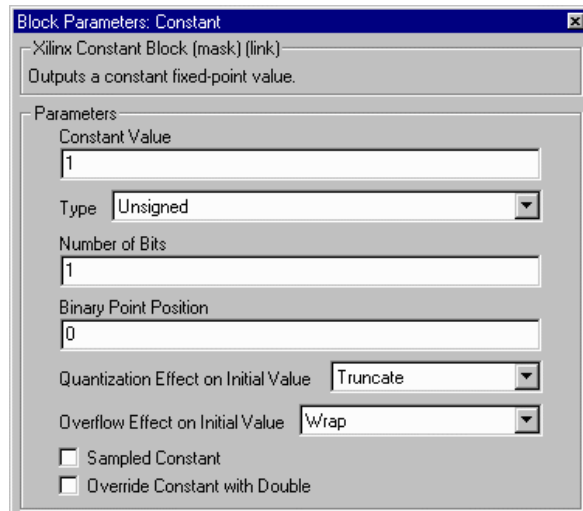 Block Parameters: Constant
Xilinx Constant Block (mask) (link)
Outputs a constant fixed-point value.
Parameters
Constant Value
1
Type Unsigned
Number of Bits
1
Binary Point Position
0
Quantization Effect on Initial Value Truncate
Overflow Effect on Initial Value Wrap
Sampled Constant
Override Constant with Double